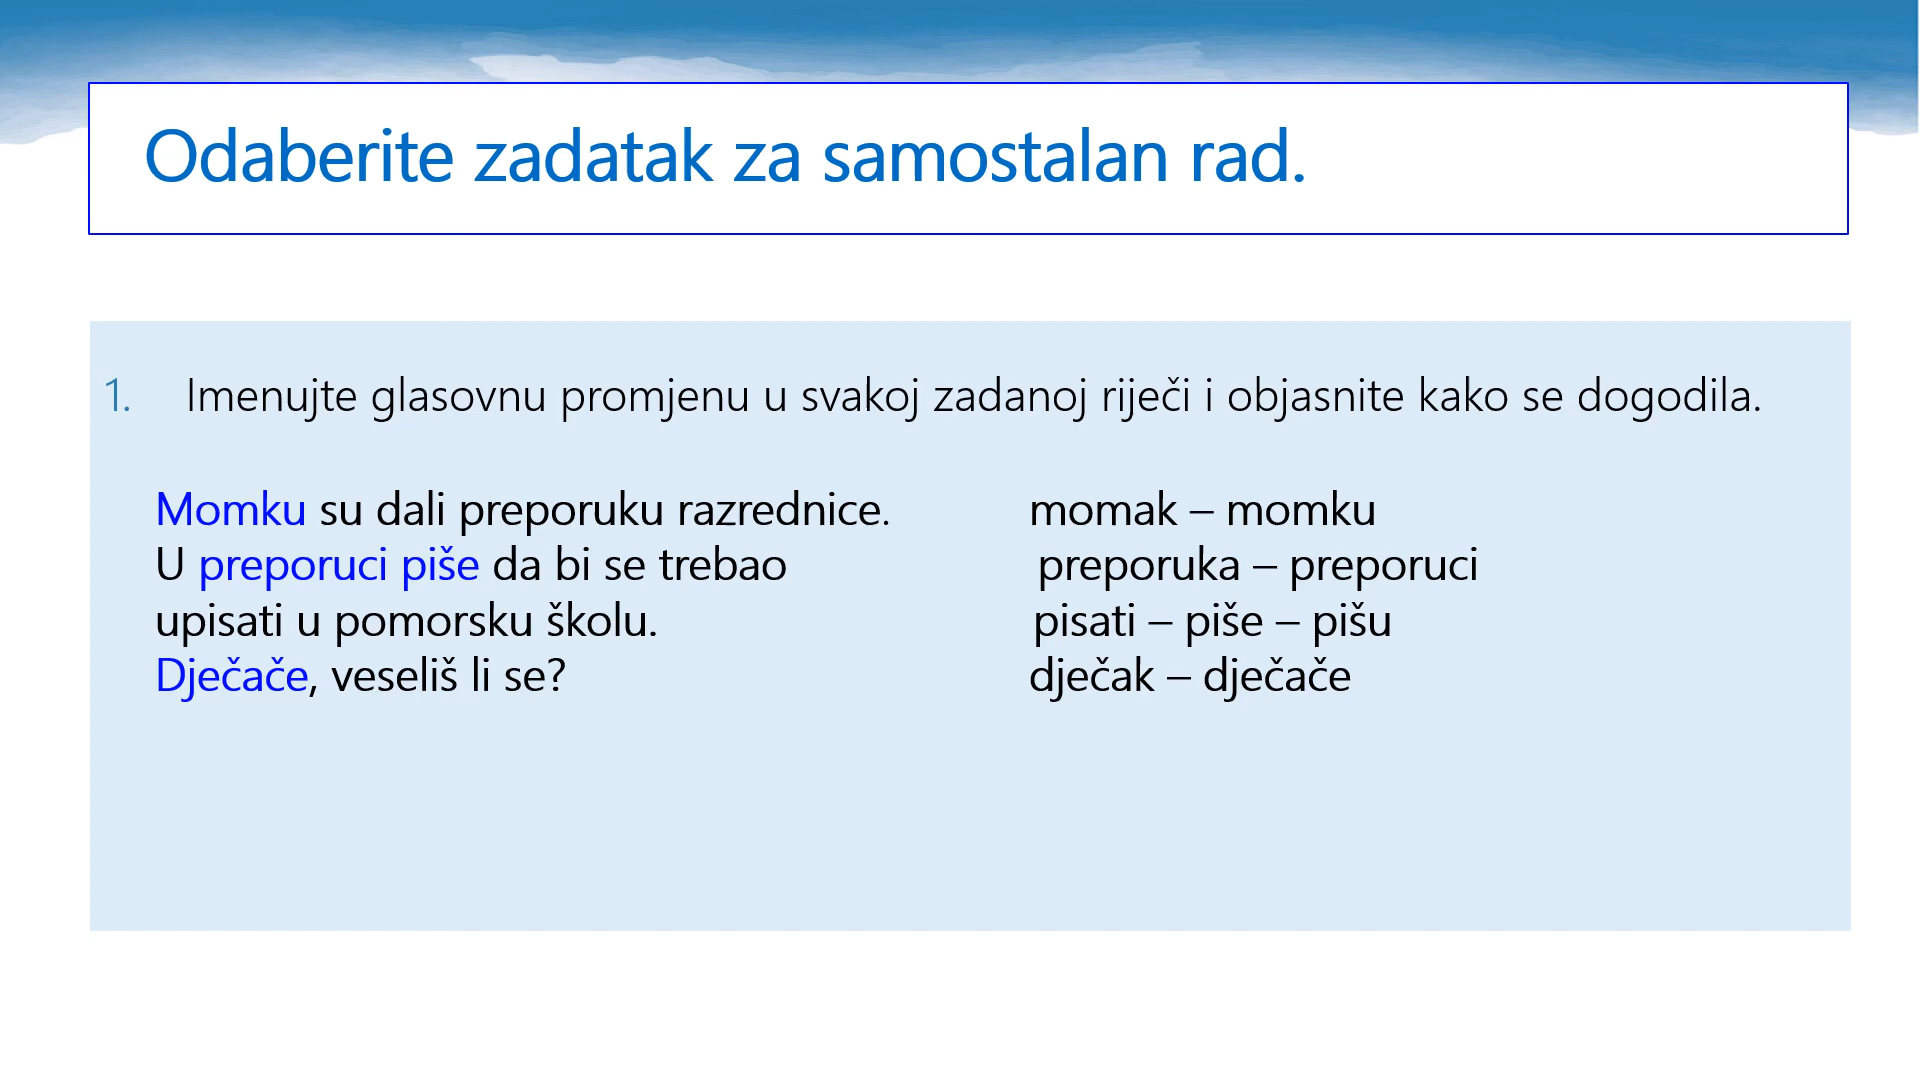 Odaberite zadatak za samostalan rad.
1. Imenujte glasovnu promjenu u svakoj zadanoj riječi i objasnite kako se dogodila.
Momku su dali preporuku razrednice. momak – momku
U preporuci piše da bi se trebao preporuka – preporuci
upisati u pomorsku školu. pisati – piše – pišu
Dječače, veseliš li se? dječak – dječače